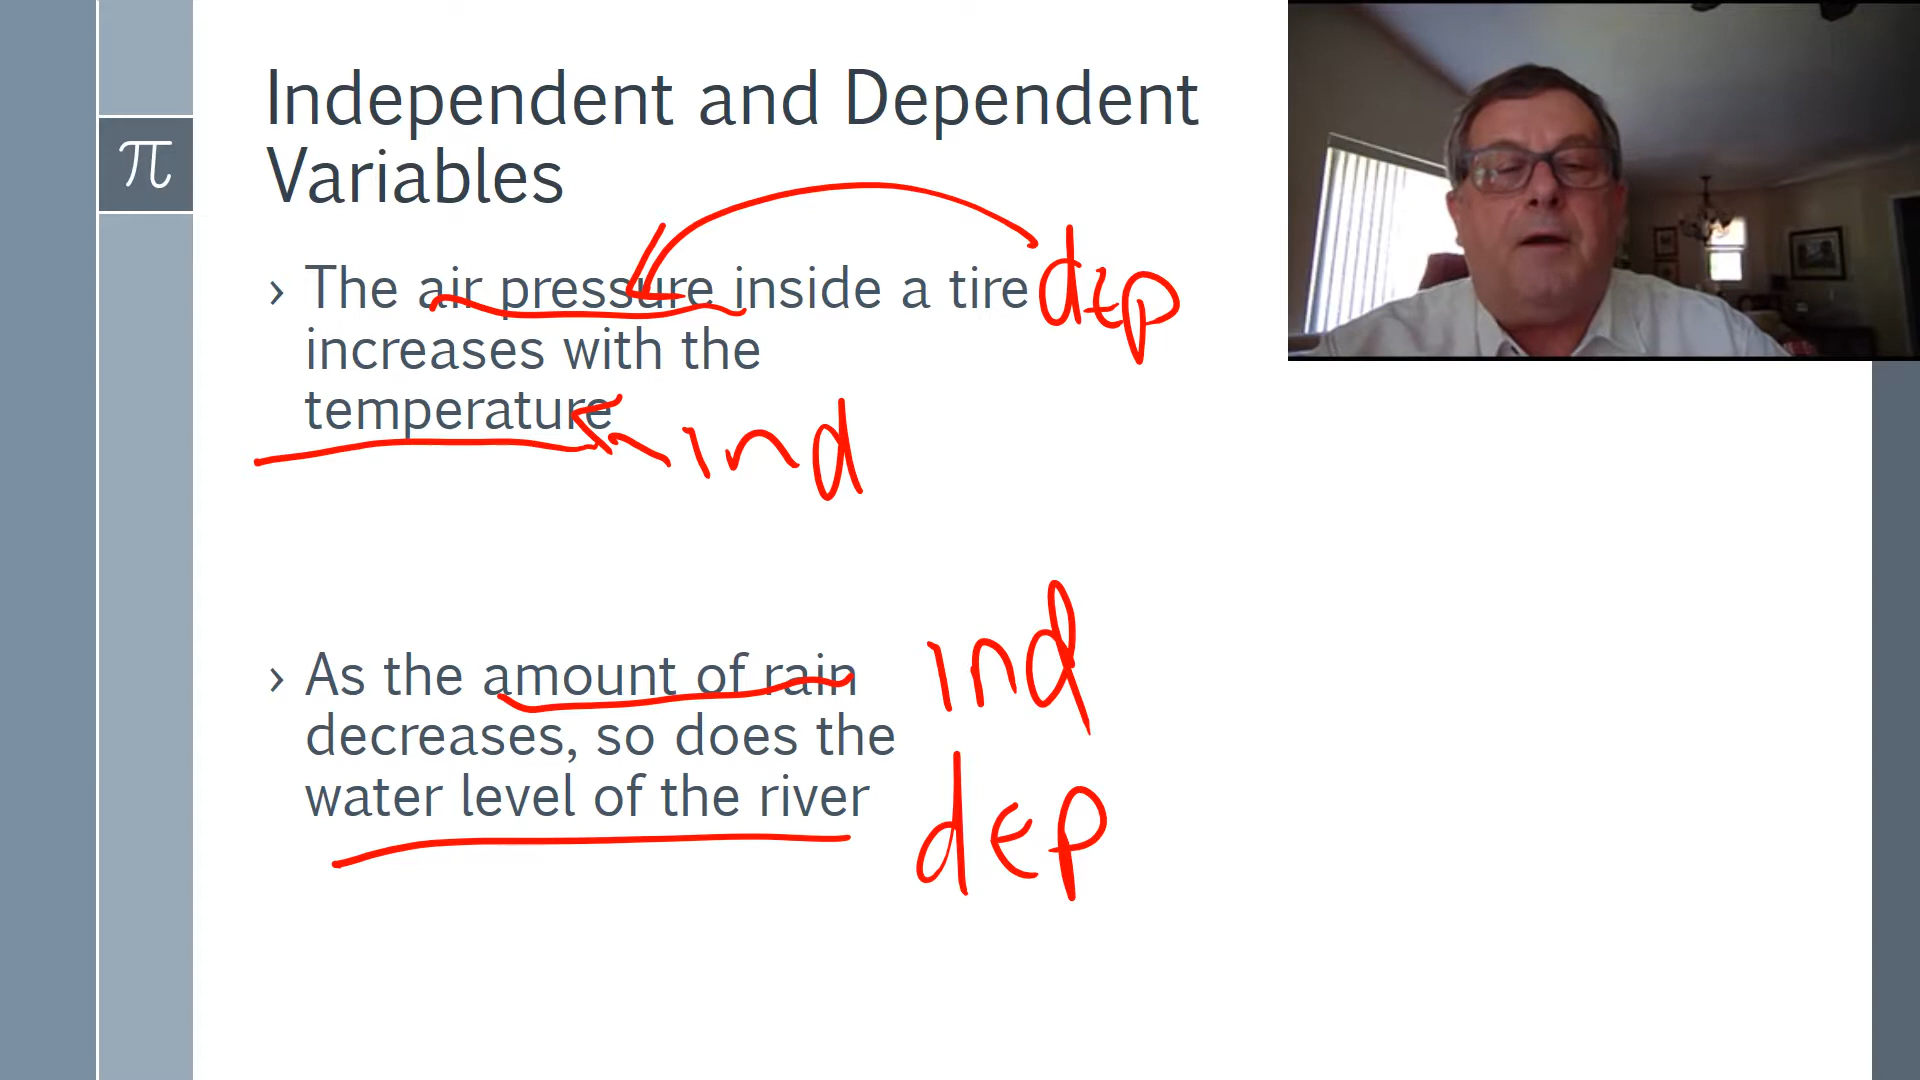 Independent and Dependent
Variables
π
› The air pressure inside a tire dep
increases with the
temperature ind
› As the amount of rain ind
decreases, so does the
water level of the river dep